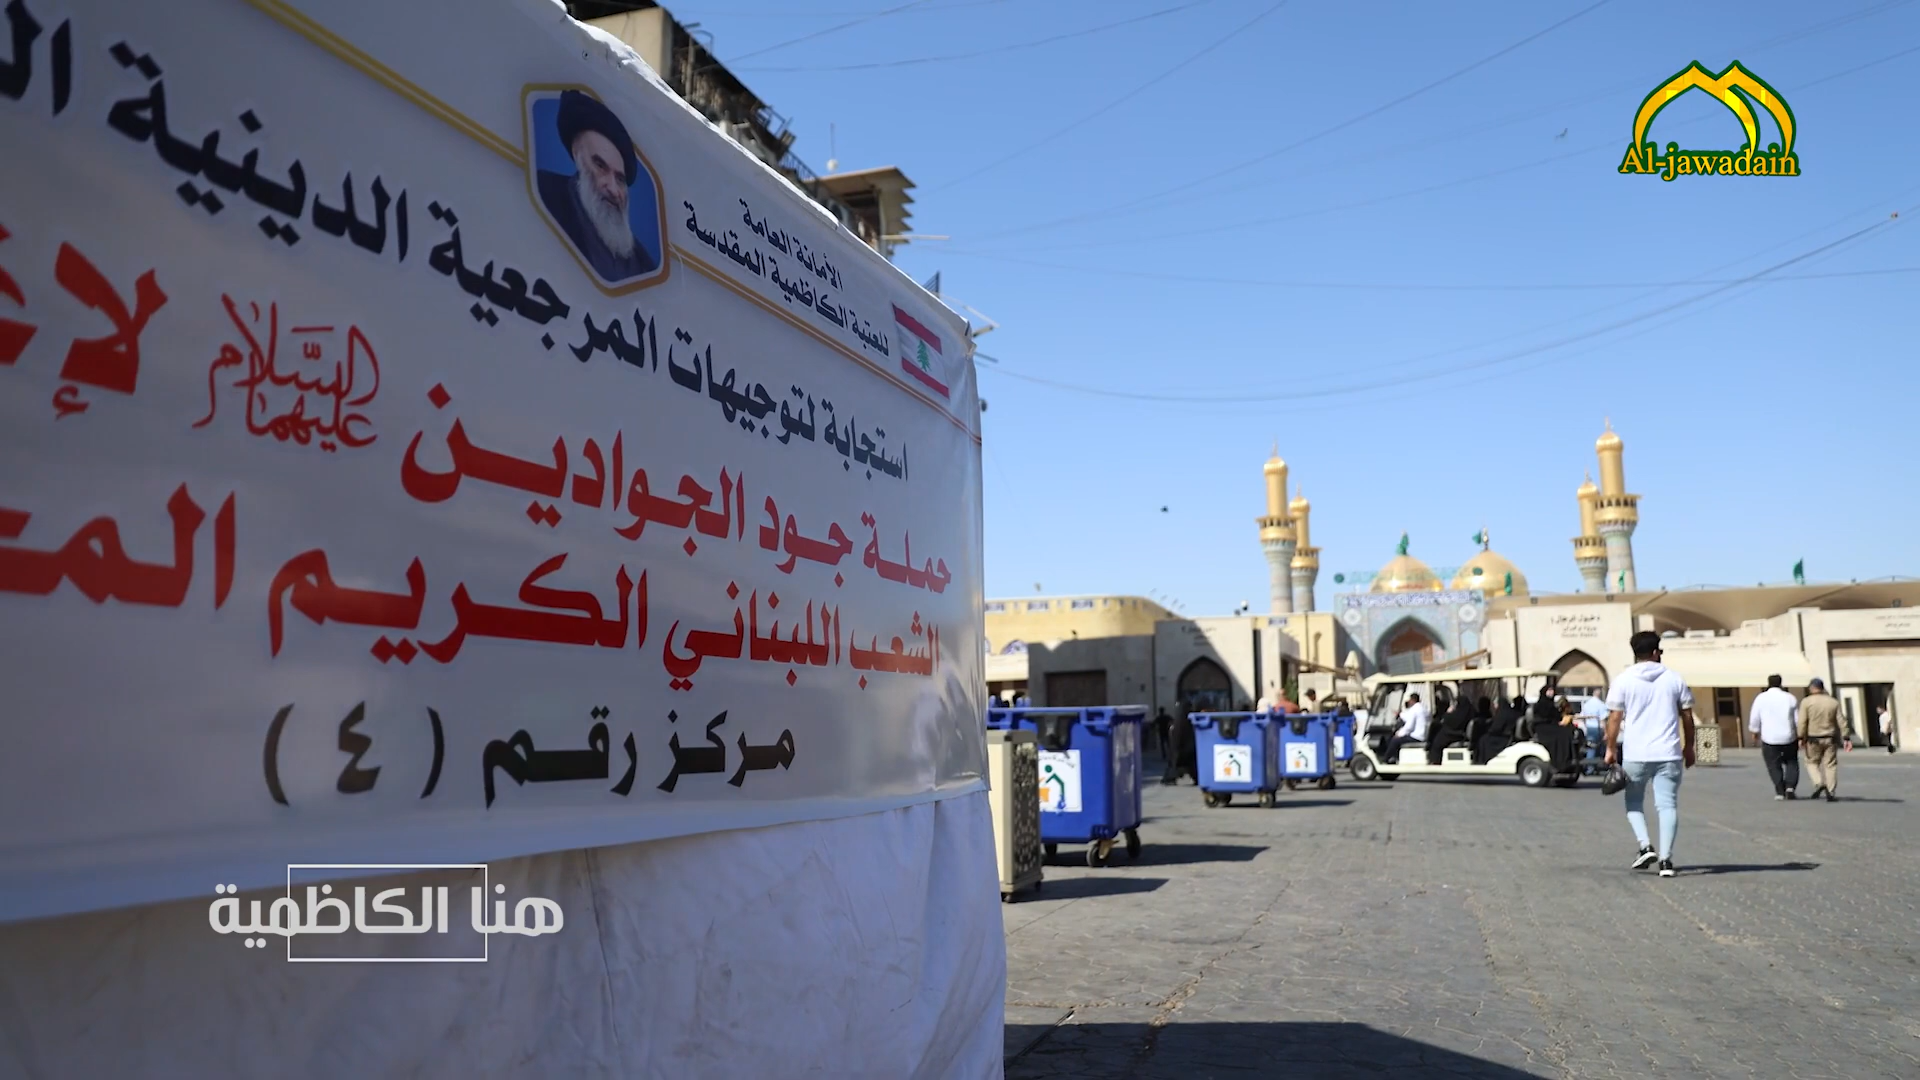 الأمانة العامة
للعتبة الكاظمية المقدسة
استجابة لتوجيهات المرجعية الدينية
حملة جود الجوادين عليهما السلام
الشعب اللبناني الكريم
مركز رقم ( ٤ )
Al-jawadain
هنا الكاظمية